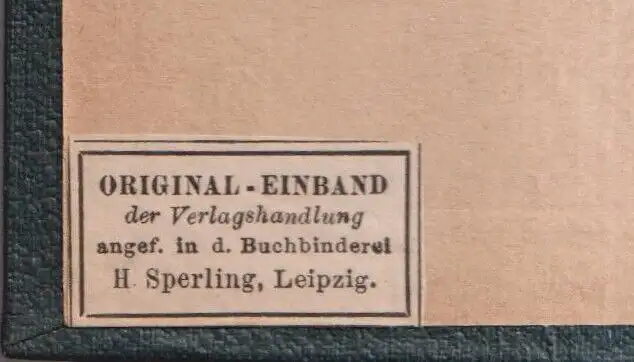 ORIGINAL-EINBAND
der Verlagshandlung
angef. in d. Buchbinderei
H Sperling, Leipzig.